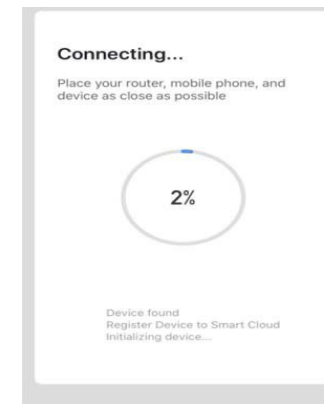 Connecting...
Place your router, mobile phone, and
device as close as possible
2%
Device found
Register Device to Smart Cloud
Initializing device...